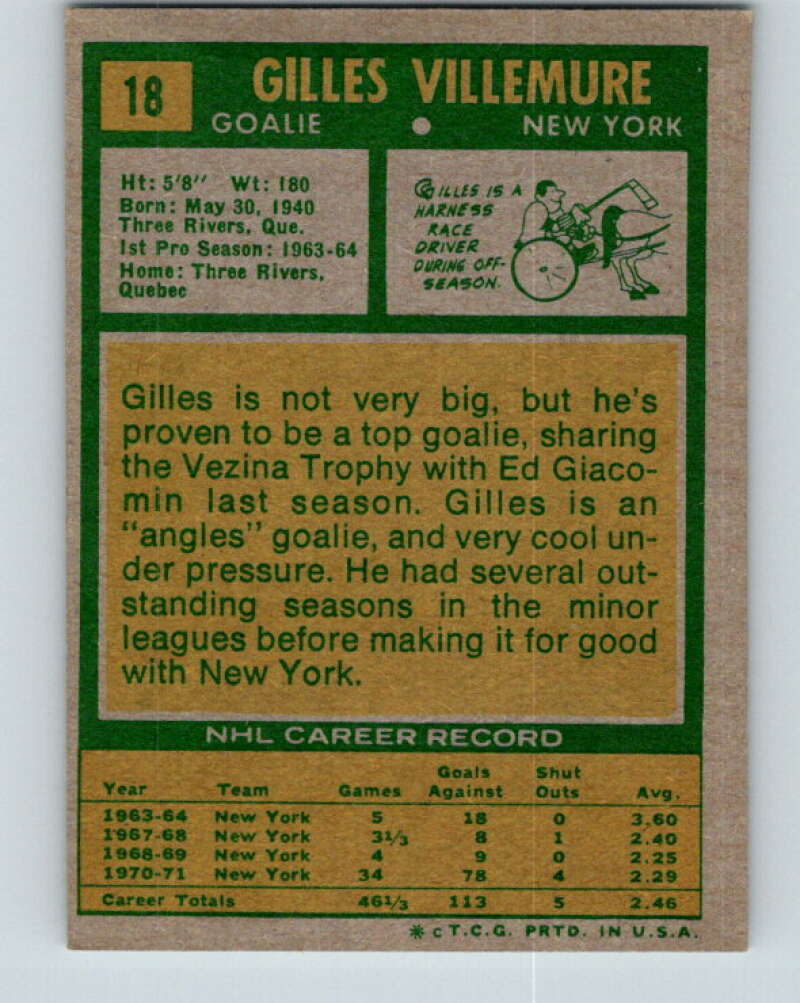 18
GILLES VILLEMURE
GOALIE • NEW YORK
Ht: 5'8" Wt: 180
Born: May 30, 1940
Three Rivers, Que.
1st Pro Season: 1963-64
Home: Three Rivers,
Quebec
GILLES IS A
HARNESS
RACE
DRIVER
DURING OFF-
SEASON.
Gilles is not very big, but he's
proven to be a top goalie, sharing
the Vezina Trophy with Ed Giaco-
min last season. Gilles is an
"angles" goalie, and very cool un-
der pressure. He had several out-
standing seasons in the minor
leagues before making it for good
with New York.
NHL CAREER RECORD
Year Team Games Goals Against Shut Outs Avg.
1963-64 New York 5 18 0 3.60
1967-68 New York 3 1/3 8 1 2.40
1968-69 New York 4 9 0 2.25
1970-71 New York 34 78 4 2.29
Career Totals 46 1/3 113 5 2.46
* c T.C.G. PRTD. IN U.S.A.